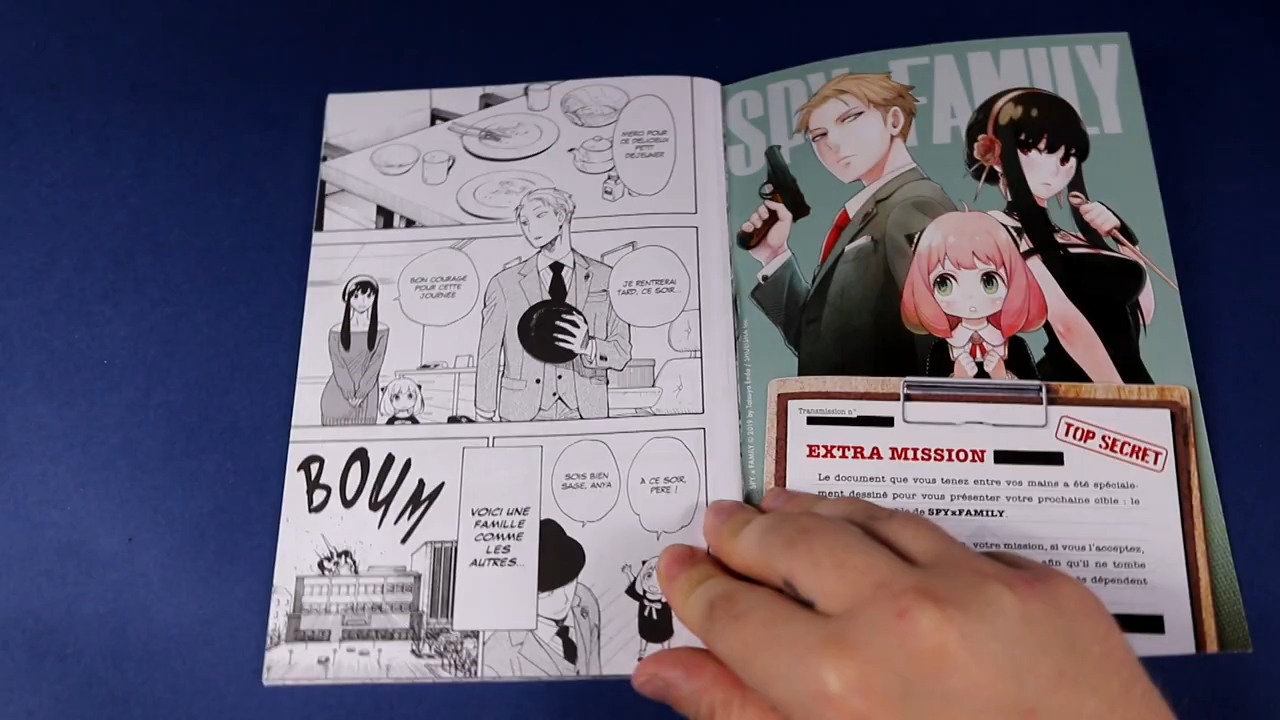 MERCI POUR
CE DELICIEUX
PETIT
DEJEUNER
BON COURAGE
POUR CETTE
JOURNÉE
JE RENTRERAI
TARD, CE SOIR...
BOUM
VOICI UNE
FAMILLE
COMME
LES
AUTRES...
SOIS BIEN
SAGE, ANYA
A CE SOIR,
PERE !
SPY FAMILY
SPY x FAMILY © 2019 by Tatsuya Endo / SHUEISHA Inc.
Transmission n°
TOP SECRET
EXTRA MISSION
Le document que vous tenez entre vos mains a été spéciale-
ment dessiné pour vous présenter votre prochaine cible : le
de SPYxFAMILY.
votre mission, si vous l'acceptez,
afin qu'il ne tombe
dépendent